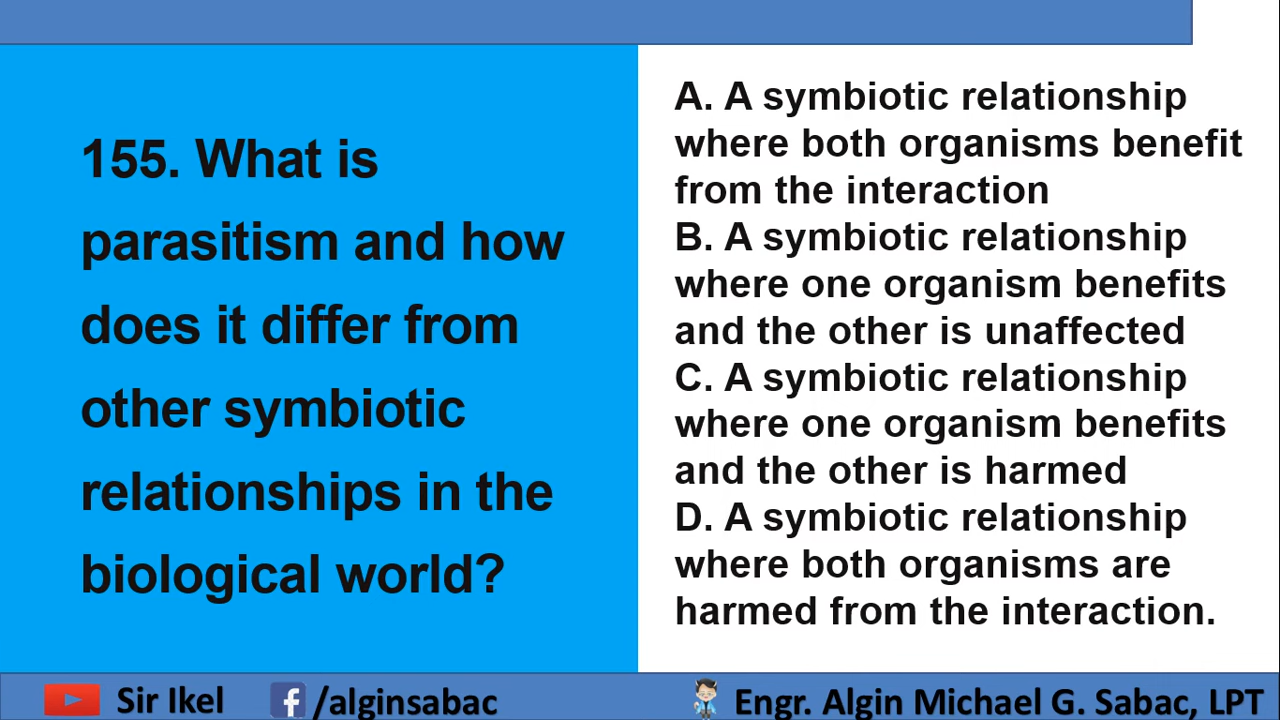 155. What is
parasitism and how
does it differ from
other symbiotic
relationships in the
biological world?
A. A symbiotic relationship
where both organisms benefit
from the interaction
B. A symbiotic relationship
where one organism benefits
and the other is unaffected
C. A symbiotic relationship
where one organism benefits
and the other is harmed
D. A symbiotic relationship
where both organisms are
harmed from the interaction.
Sir Ikel
f /alginsabac
Engr. Algin Michael G. Sabac, LPT